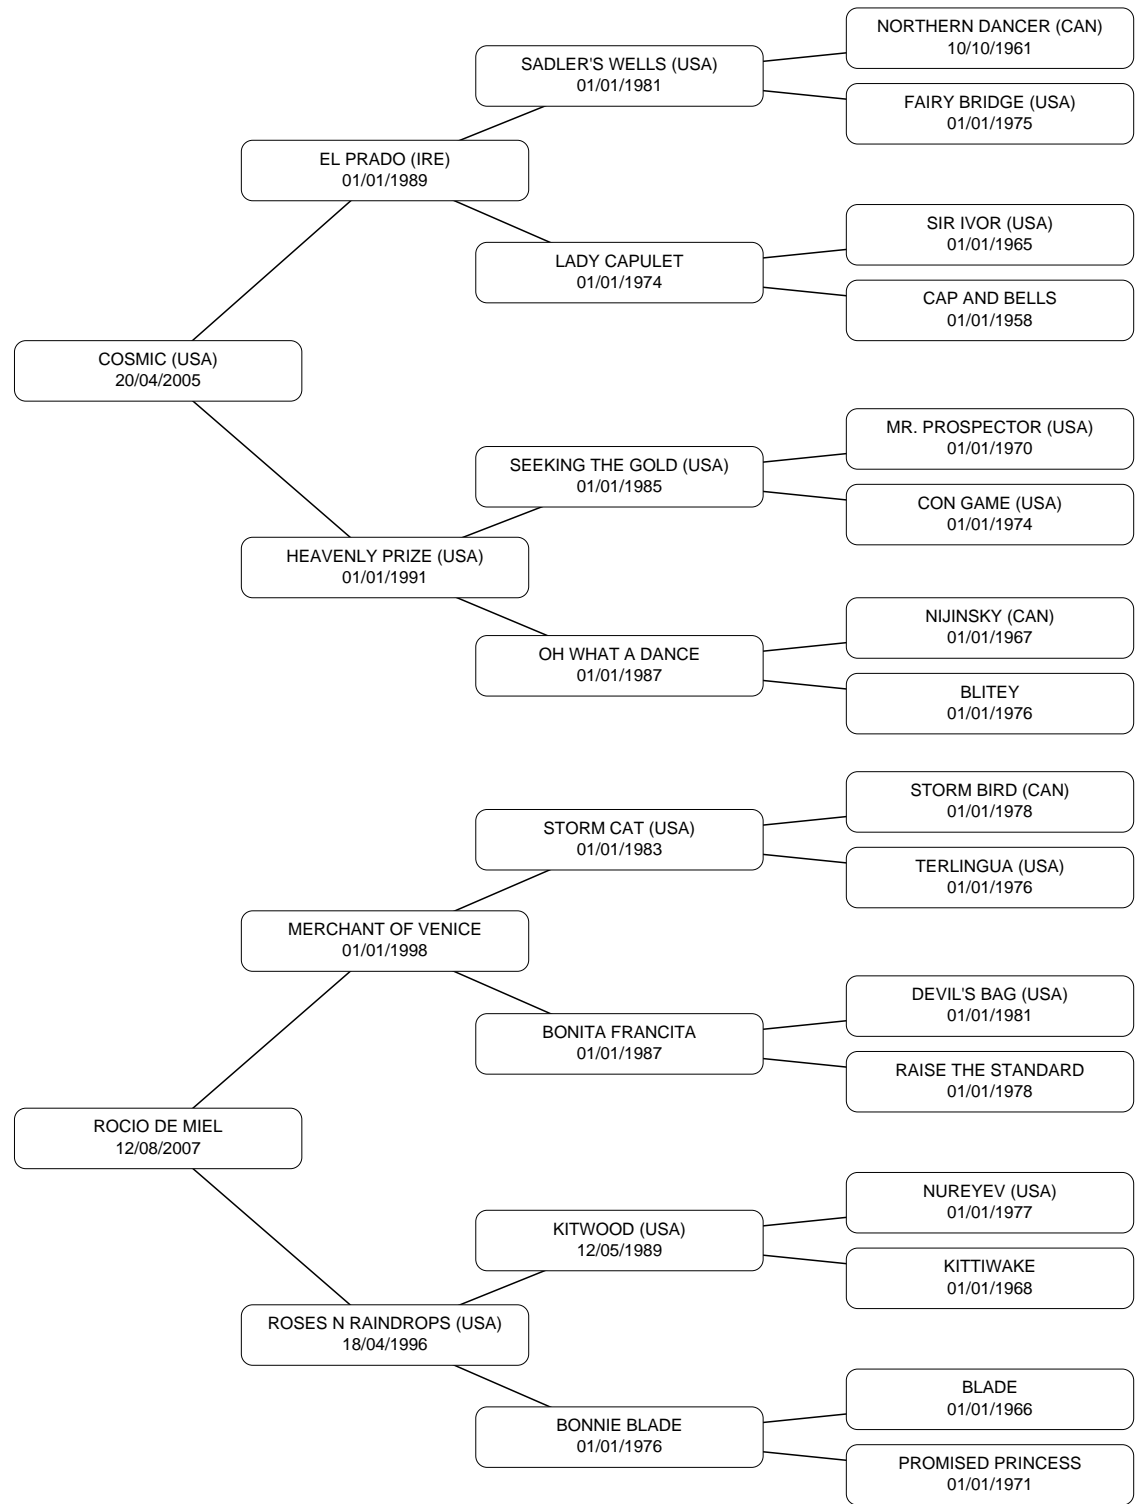 NORTHERN DANCER (CAN)
10/10/1961
SADLER'S WELLS (USA)
01/01/1981
FAIRY BRIDGE (USA)
01/01/1975
EL PRADO (IRE)
01/01/1989
SIR IVOR (USA)
01/01/1965
LADY CAPULET
01/01/1974
CAP AND BELLS
01/01/1958
COSMIC (USA)
20/04/2005
MR. PROSPECTOR (USA)
01/01/1970
SEEKING THE GOLD (USA)
01/01/1985
CON GAME (USA)
01/01/1974
HEAVENLY PRIZE (USA)
01/01/1991
NIJINSKY (CAN)
01/01/1967
OH WHAT A DANCE
01/01/1987
BLITEY
01/01/1976
STORM BIRD (CAN)
01/01/1978
STORM CAT (USA)
01/01/1983
TERLINGUA (USA)
01/01/1976
MERCHANT OF VENICE
01/01/1998
DEVIL'S BAG (USA)
01/01/1981
BONITA FRANCITA
01/01/1987
RAISE THE STANDARD
01/01/1978
ROCIO DE MIEL
12/08/2007
NUREYEV (USA)
01/01/1977
KITWOOD (USA)
12/05/1989
KITTIWAKE
01/01/1968
ROSES N RAINDROPS (USA)
18/04/1996
BLADE
01/01/1966
BONNIE BLADE
01/01/1976
PROMISED PRINCESS
01/01/1971